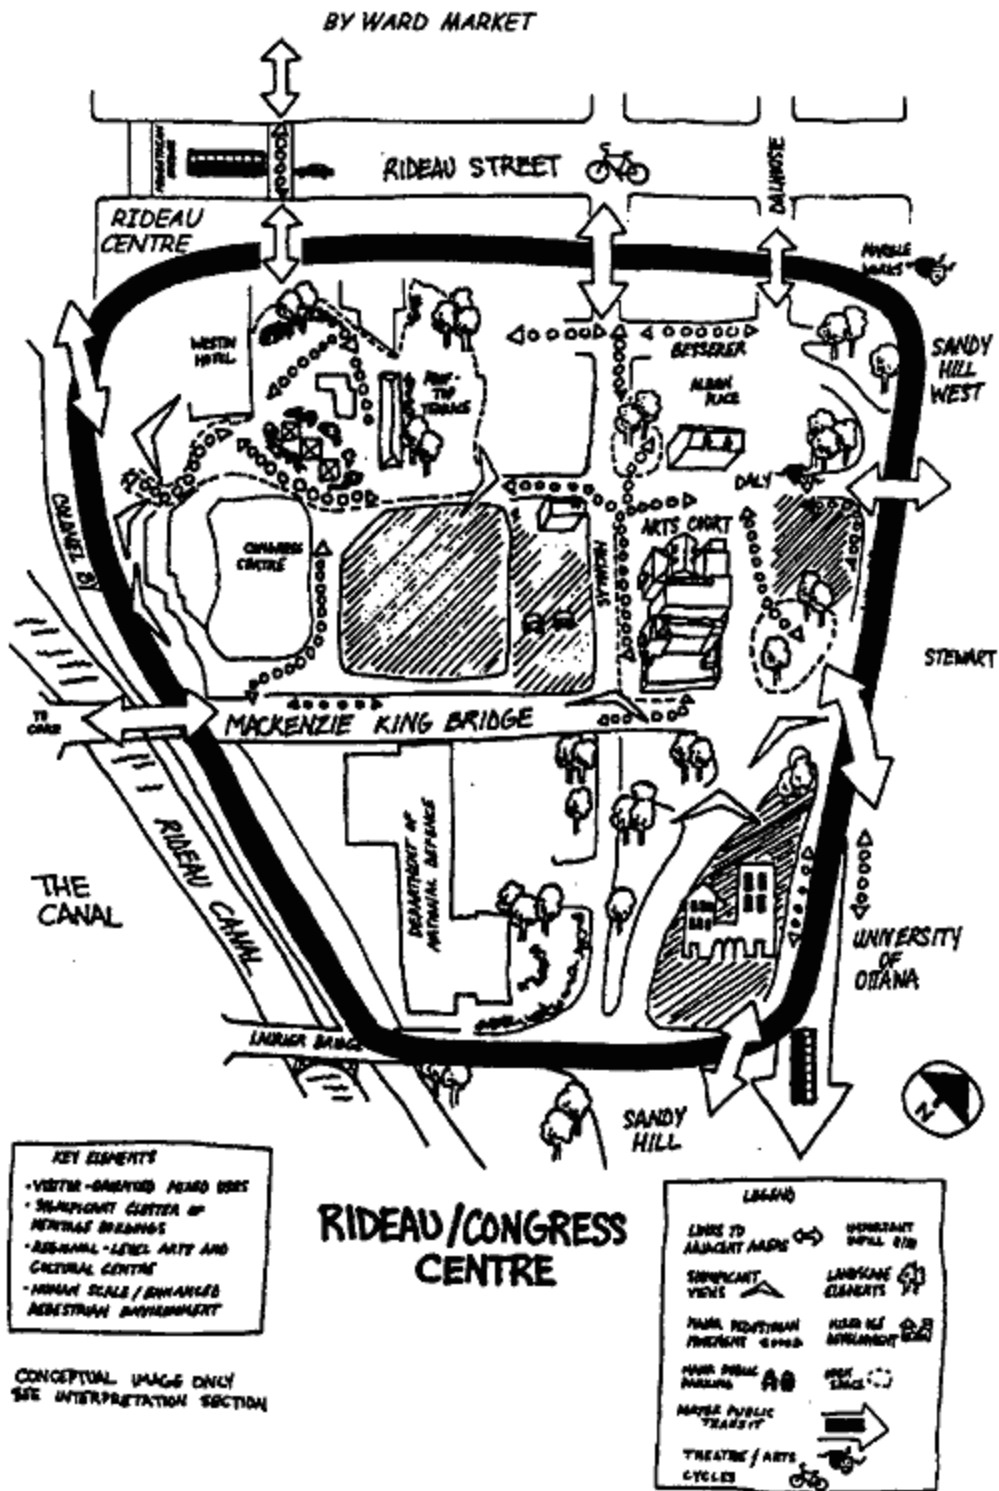 BY WARD MARKET
RIDEAU STREET
DALHOUSIE
RIDEAU
CENTRE
MARBLE
WORKS
WESTIN
HOTEL
ROOF-
TOP
TERRACE
BESSERER
ALBAN
PLACE
SANDY
HILL
WEST
DALY
COLONEL BY
CONGRESS
CENTRE
ARTS COURT
STEWART
TO
MACKENZIE KING BRIDGE
RIDEAU CANAL
DEPARTMENT OF
NATIONAL DEFENCE
THE
CANAL
UNIVERSITY
OF
OTTAWA
LAURIER BRIDGE
SANDY
HILL
N
KEY ELEMENTS
- VISITOR-ORIENTED MIXED USES
- SIGNIFICANT CLUSTER OF
HERITAGE BUILDINGS
- REGIONAL-LEVEL ARTS AND
CULTURAL CENTRE
- HUMAN SCALE / ENHANCED
PEDESTRIAN ENVIRONMENT
CONCEPTUAL IMAGE ONLY
SEE INTERPRETATION SECTION
RIDEAU/CONGRESS
CENTRE
LEGEND
LINKS TO
ADJACENT AREAS
IMPORTANT
INFILL
SIGNIFICANT
VIEWS
LANDSCAPE
ELEMENTS
MAJOR PEDESTRIAN
MOVEMENT
MIXED USE
DEVELOPMENT
MAJOR PUBLIC
PARKING
OPEN
SPACE
MAJOR PUBLIC
TRANSIT
THEATRE / ARTS
CYCLES